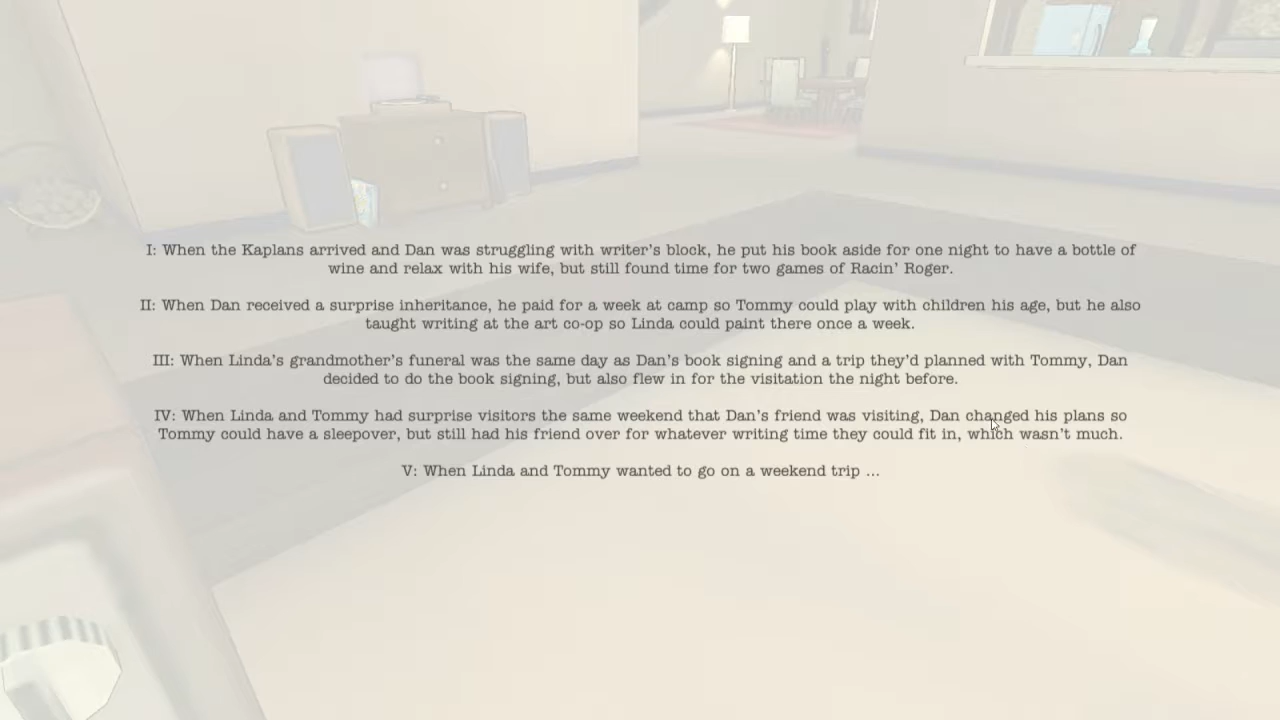 I: When the Kaplans arrived and Dan was struggling with writer's block, he put his book aside for one night to have a bottle of
wine and relax with his wife, but still found time for two games of Racin' Roger.
II: When Dan received a surprise inheritance, he paid for a week at camp so Tommy could play with children his age, but he also
taught writing at the art co-op so Linda could paint there once a week.
III: When Linda's grandmother's funeral was the same day as Dan's book signing and a trip they'd planned with Tommy, Dan
decided to do the book signing, but also flew in for the visitation the night before.
IV: When Linda and Tommy had surprise visitors the same weekend that Dan's friend was visiting, Dan changed his plans so
Tommy could have a sleepover, but still had his friend over for whatever writing time they could fit in, which wasn't much.
V: When Linda and Tommy wanted to go on a weekend trip ...